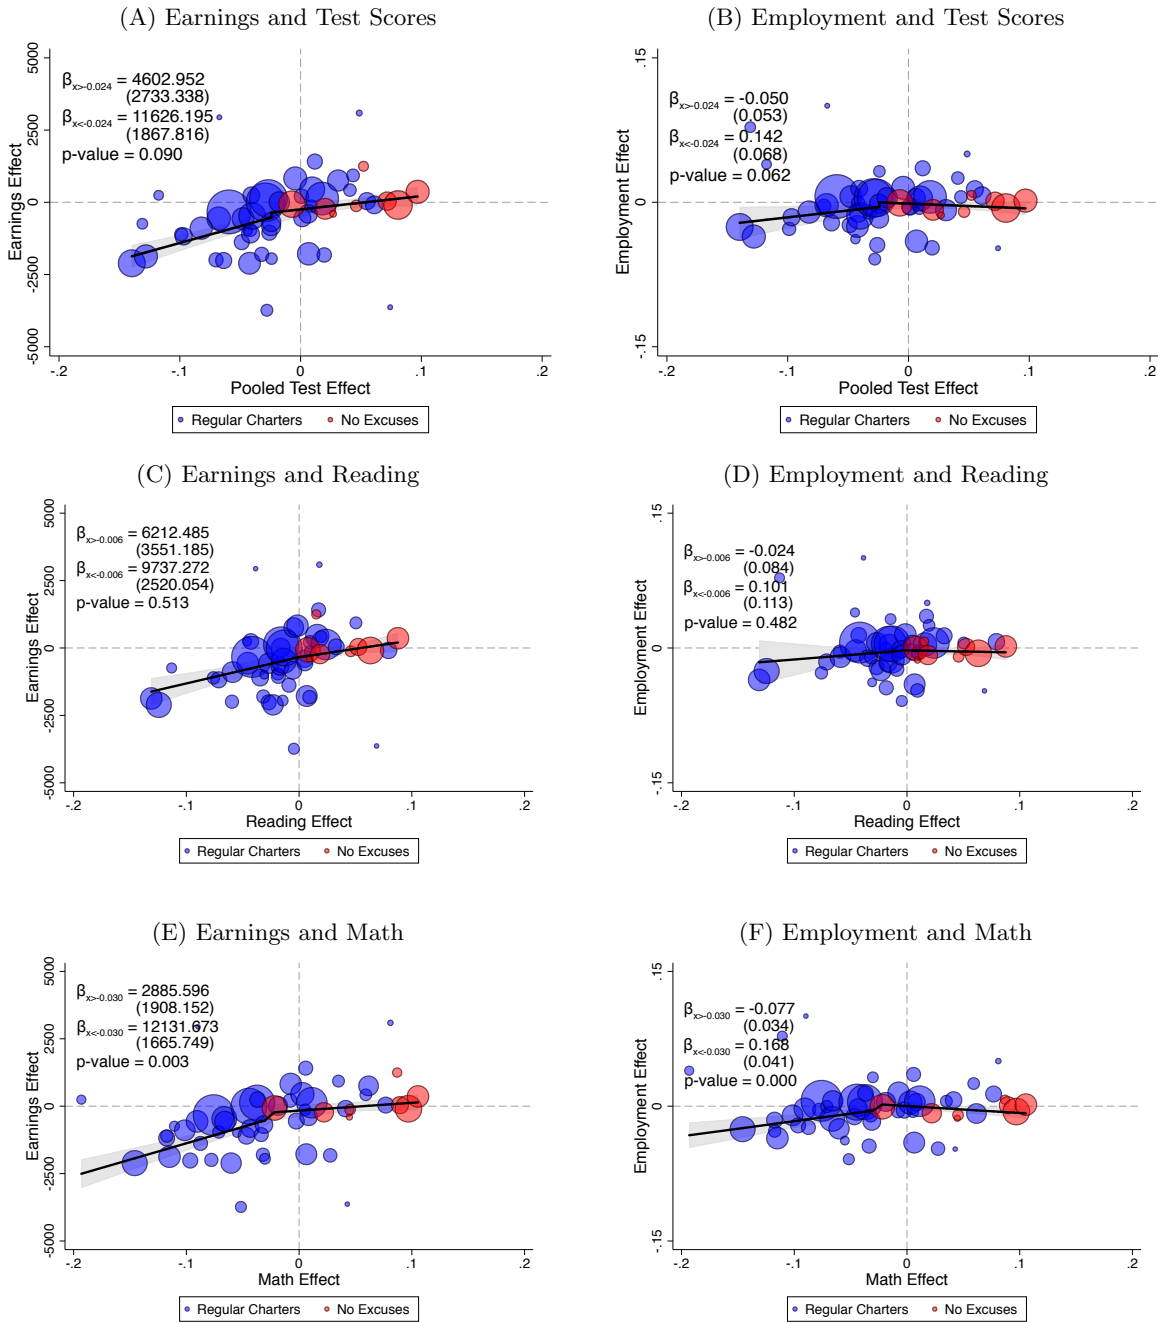 (A) Earnings and Test Scores
β x>-0.024 = 4602.952
(2733.338)
β x<-0.024 = 11626.195
(1867.816)
p-value = 0.090
Earnings Effect
5000
2500
0
-2500
-5000
-.2 -.1 0 .1 .2
Pooled Test Effect
Regular Charters No Excuses
(B) Employment and Test Scores
β x>-0.024 = -0.050
(0.053)
β x<-0.024 = 0.142
(0.068)
p-value = 0.062
Employment Effect
.15
0
-.15
-.2 -.1 0 .1 .2
Pooled Test Effect
Regular Charters No Excuses
(C) Earnings and Reading
β x>-0.006 = 6212.485
(3551.185)
β x<-0.006 = 9737.272
(2520.054)
p-value = 0.513
Earnings Effect
5000
2500
0
-2500
-5000
-.2 -.1 0 .1 .2
Reading Effect
Regular Charters No Excuses
(D) Employment and Reading
β x>-0.006 = -0.024
(0.084)
β x<-0.006 = 0.101
(0.113)
p-value = 0.482
Employment Effect
.15
0
-.15
-.2 -.1 0 .1 .2
Reading Effect
Regular Charters No Excuses
(E) Earnings and Math
β x>-0.030 = 2885.596
(1908.152)
β x<-0.030 = 12131.673
(1665.749)
p-value = 0.003
Earnings Effect
5000
2500
0
-2500
-5000
-.2 -.1 0 .1 .2
Math Effect
Regular Charters No Excuses
(F) Employment and Math
β x>-0.030 = -0.077
(0.034)
β x<-0.030 = 0.168
(0.041)
p-value = 0.000
Employment Effect
.15
0
-.15
-.2 -.1 0 .1 .2
Math Effect
Regular Charters No Excuses